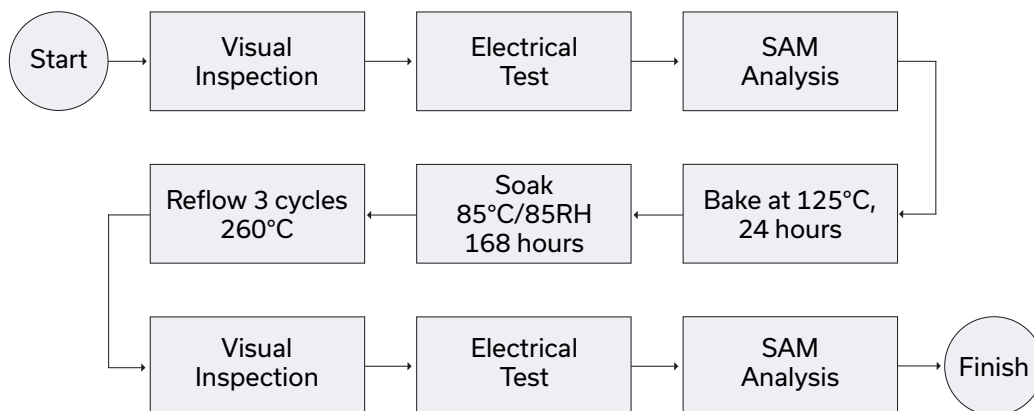 Start
Visual
Inspection
Electrical
Test
SAM
Analysis
Bake at 125°C,
24 hours
Soak
85°C/85RH
168 hours
Reflow 3 cycles
260°C
Visual
Inspection
Electrical
Test
SAM
Analysis
Finish